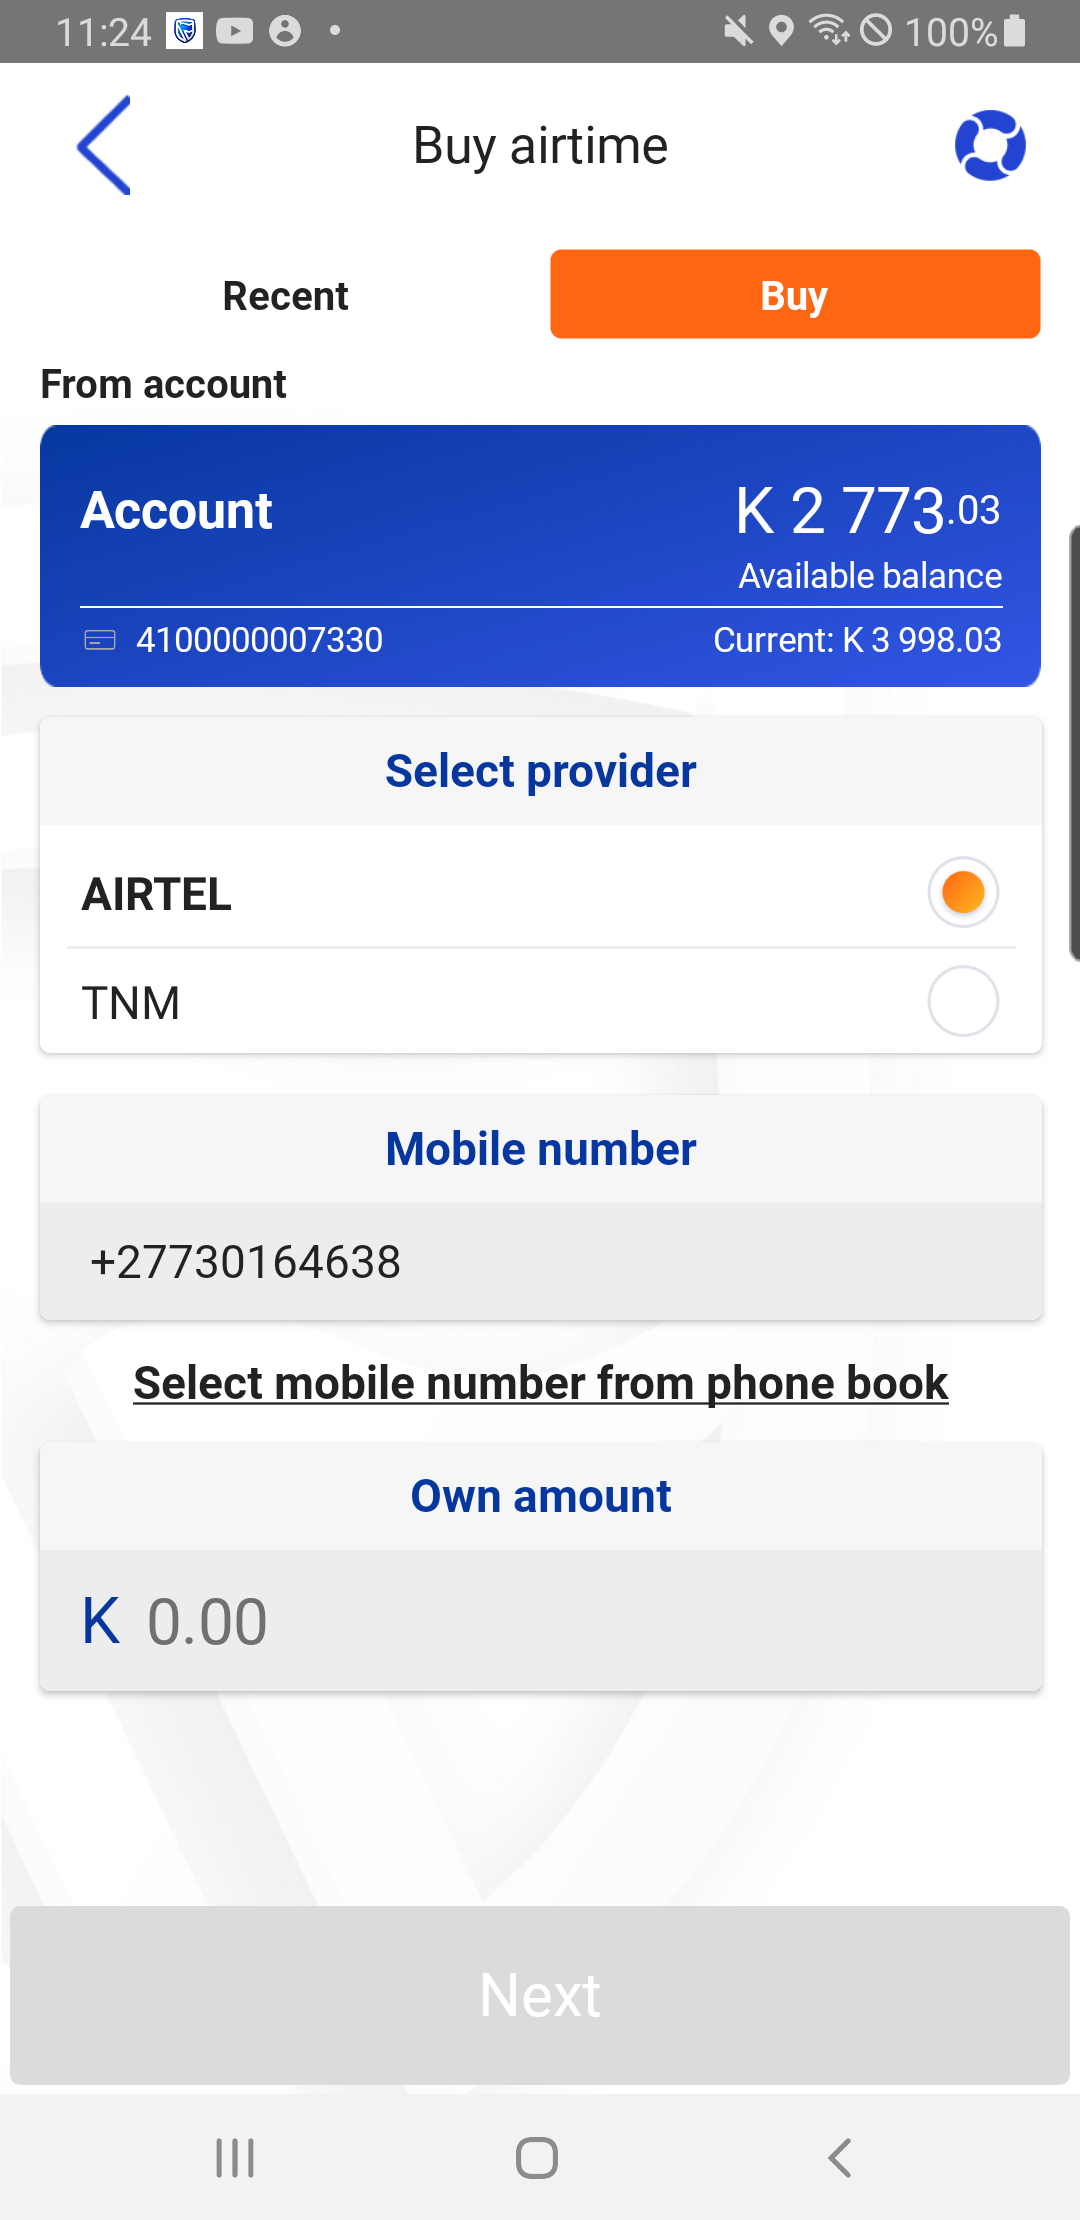 11:24 100%
Buy airtime
Recent Buy
From account
Account K 2 773.03
Available balance
4100000007330 Current: K 3 998.03
Select provider
AIRTEL
TNM
Mobile number
+27730164638
Select mobile number from phone book
Own amount
K 0.00
Next